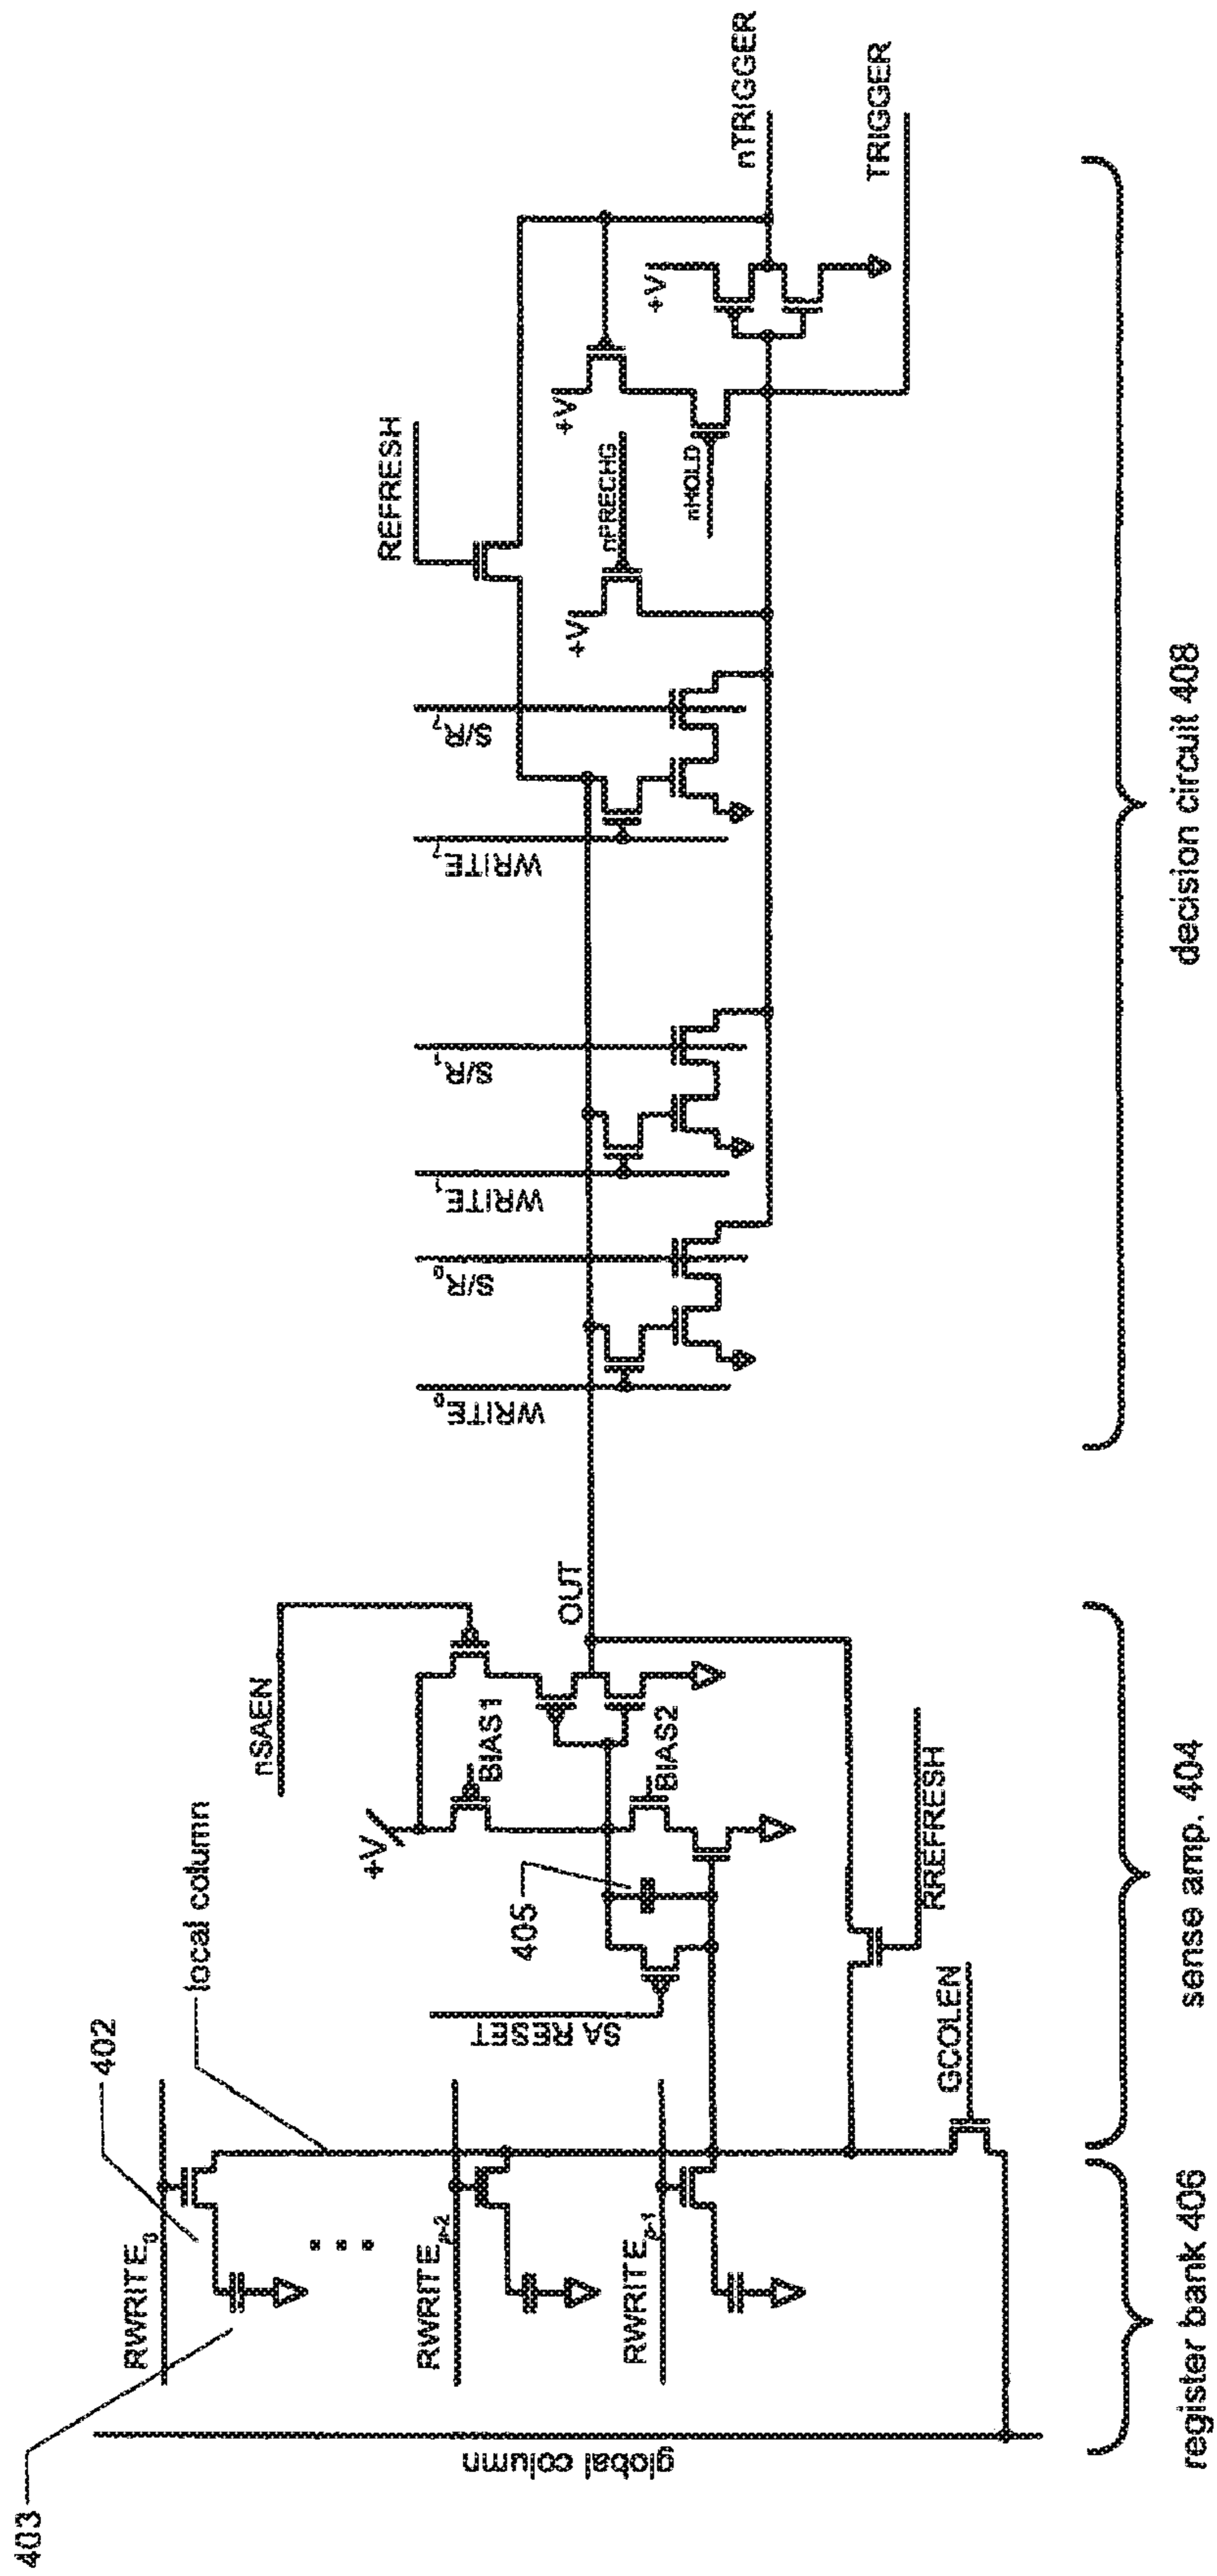 403
global column
RWRITE₀
RWRITEₚ₋₂
RWRITEₚ₋₁
register bank 406
402
local column
SA RESET
405
GCOLEN
+V
nSAEN
BIAS1
BIAS2
RREFRESH
sense amp. 404
OUT
WRITE₀
S/R₀
WRITE₁
S/R₁
WRITE₇
S/R₇
REFRESH
+V
nPRECHG
+V
nHOLD
+V
nTRIGGER
TRIGGER
decision circuit 408